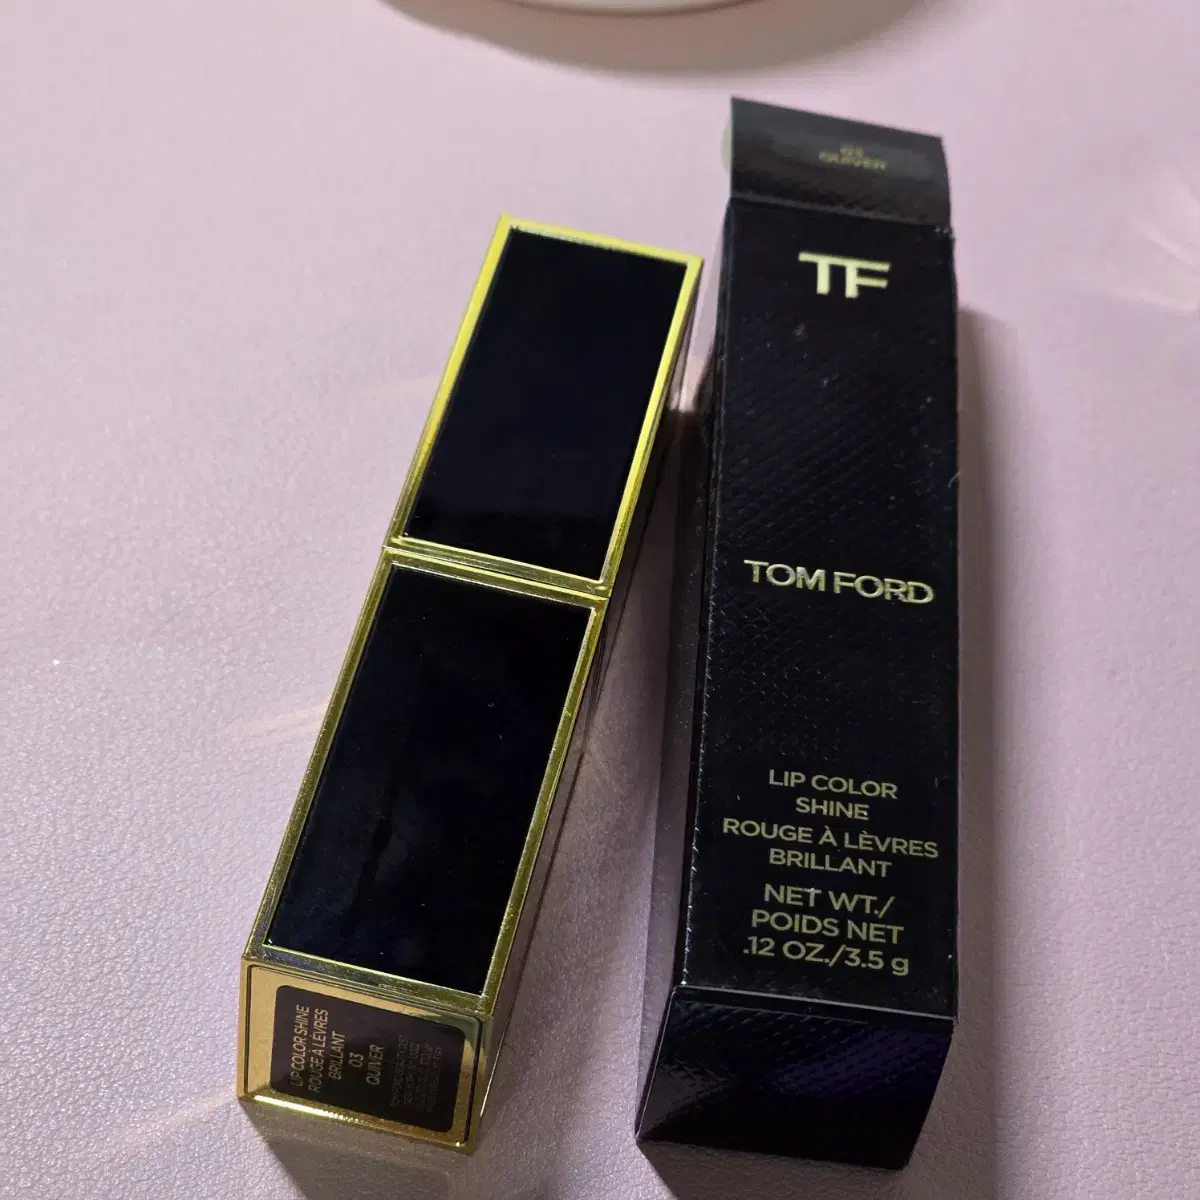 03
QUIVER
TF
TOM FORD
LIP COLOR
SHINE
ROUGE À LÈVRES
BRILLANT
NET WT./
POIDS NET
.12 OZ./3.5 g
LIP COLOR SHINE
ROUGE À LÈVRES
BRILLANT
03
QUIVER